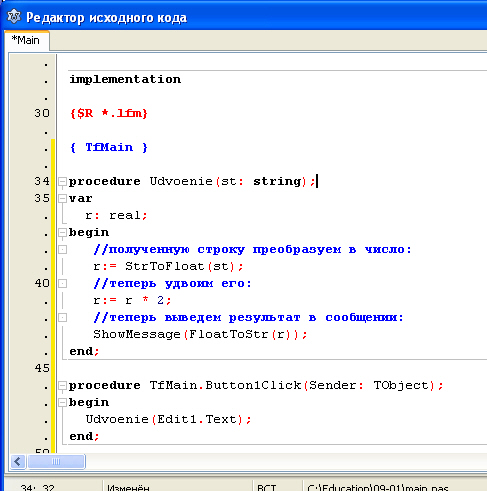 Редактор исходного кода
*Main
.
. implementation
.
30 {$R *.lfm}
.
. { TfMain }
.
34 procedure Udvoenie(st: string);
35 var
. r: real;
. begin
. //полученную строку преобразуем в число:
. r:= StrToFloat(st);
40 //теперь удвоим его:
. r:= r * 2;
. //теперь выведем результат в сообщении:
. ShowMessage(FloatToStr(r));
. end;
45
. procedure TfMain.Button1Click(Sender: TObject);
. begin
. Udvoenie(Edit1.Text);
. end;
50
34: 32 Изменён ВСТ C:\Education\09-01\main.pas